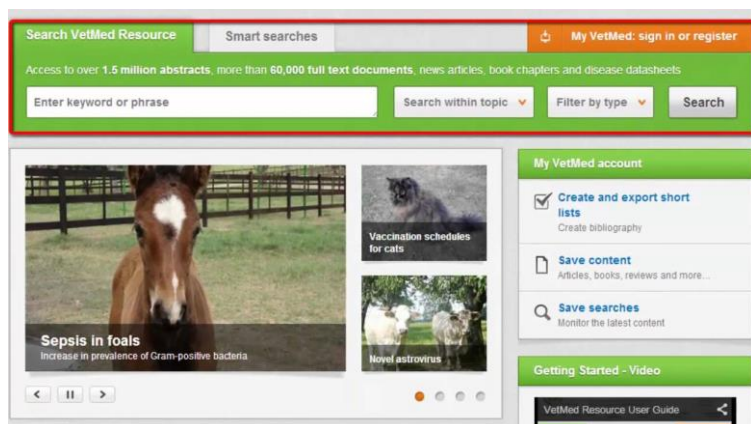 Search VetMed Resource
Smart searches
My VetMed: sign in or register
Access to over 1.5 million abstracts, more than 60,000 full text documents, news articles, book chapters and disease datasheets
Enter keyword or phrase
Search within topic
Filter by type
Search
Sepsis in foals
Increase in prevalence of Gram-positive bacteria
Vaccination schedules
for cats
Novel astrovirus
My VetMed account
Create and export short
lists
Create bibliography
Save content
Articles, books, reviews and more...
Save searches
Monitor the latest content
Getting Started - Video
VetMed Resource User Guide